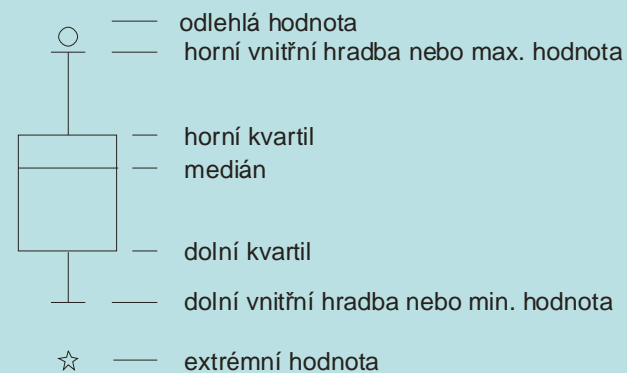 odlehlá hodnota
horní vnitřní hradba nebo max. hodnota
horní kvartil
medián
dolní kvartil
dolní vnitřní hradba nebo min. hodnota
extrémní hodnota